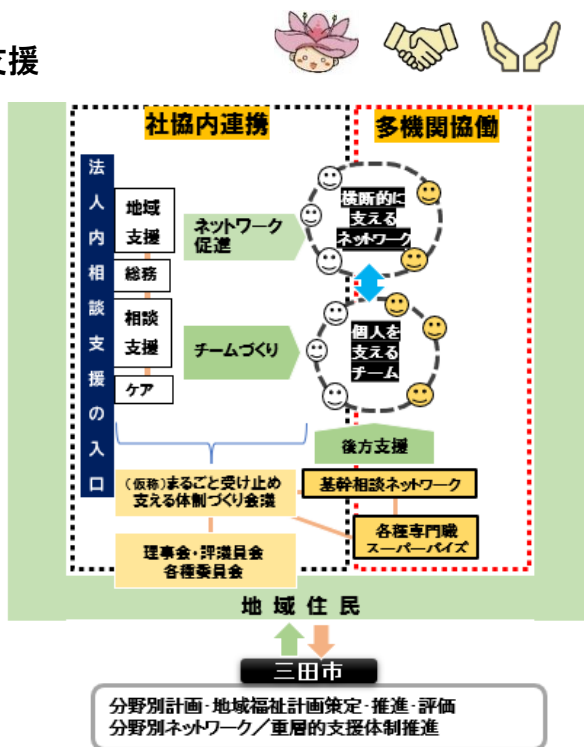 支援
社協内連携
多機関協働
法人内相談支援の入口
地域
支援
総務
相談
支援
ケア
ネットワーク
促進
チームづくり
横断的に
支える
ネットワーク
個人を
支える
チーム
後方支援
(仮称)まるごと受け止め
支える体制づくり会議
基幹相談ネットワーク
各種専門職
スーパーバイズ
理事会・評議員会
各種委員会
地域住民
三田市
分野別計画・地域福祉計画策定・推進・評価
分野別ネットワーク/重層的支援体制推進